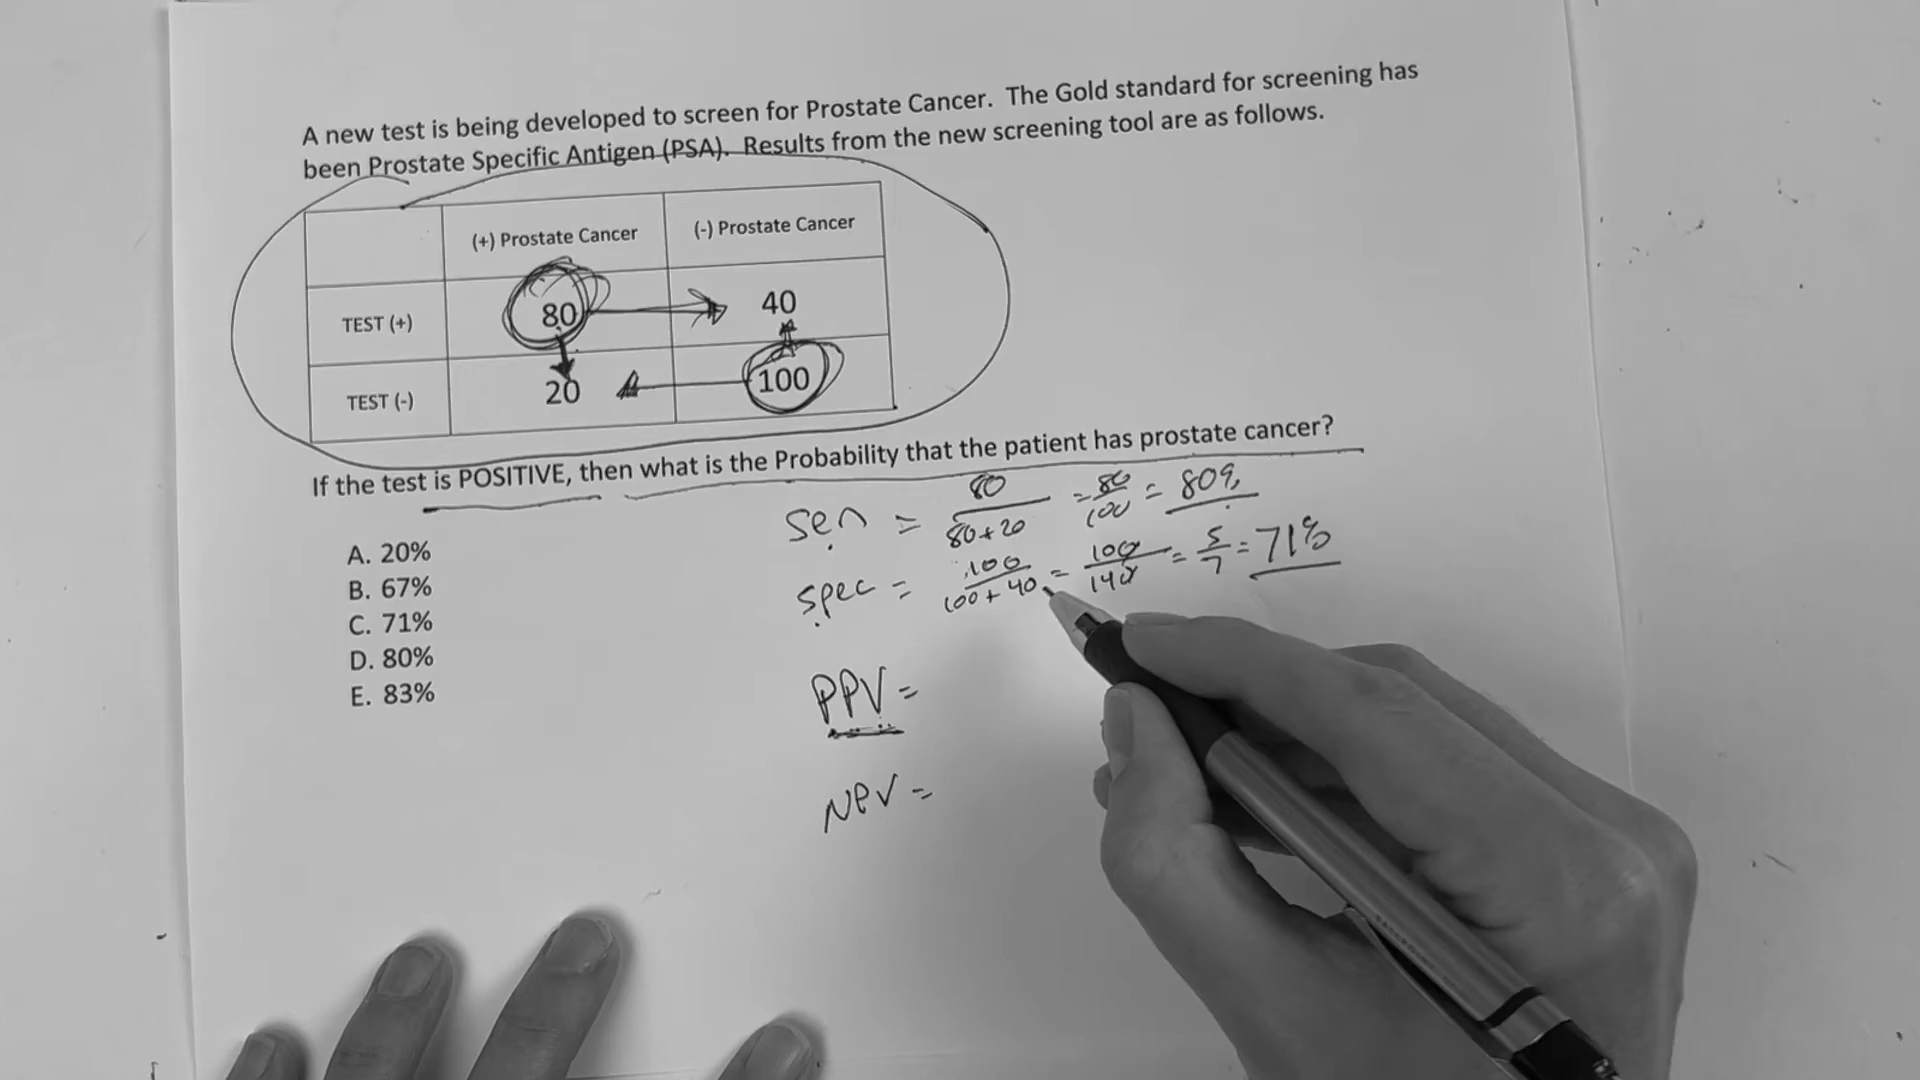 A new test is being developed to screen for Prostate Cancer. The Gold standard for screening has
been Prostate Specific Antigen (PSA). Results from the new screening tool are as follows.
(+) Prostate Cancer (-) Prostate Cancer
TEST (+) 80 40
TEST (-) 20 100
If the test is POSITIVE, then what is the Probability that the patient has prostate cancer?
A. 20%
B. 67%
C. 71%
D. 80%
E. 83%
sen = 80 / 80+20 = 80/100 = 80%
spec = 100 / 100+40 = 100/140 = 5/7 = 71%
PPV =
NPV =